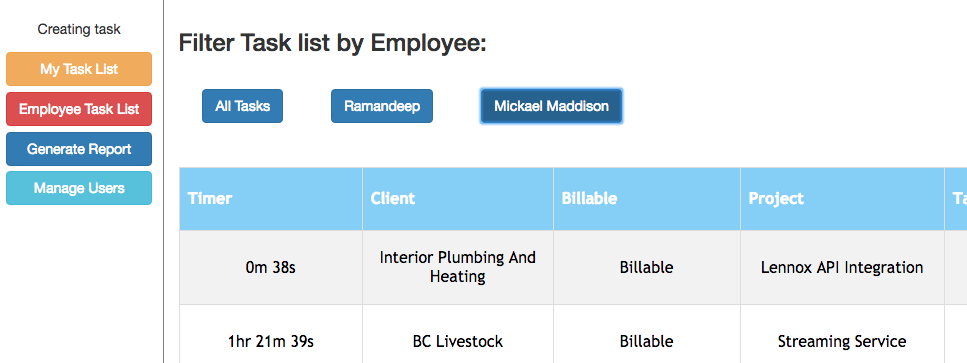 Creating task
My Task List
Employee Task List
Generate Report
Manage Users
Filter Task list by Employee:
All Tasks
Ramandeep
Mickael Maddison
Timer
Client
Billable
Project
Ta
0m 38s
Interior Plumbing And
Heating
Billable
Lennox API Integration
1hr 21m 39s
BC Livestock
Billable
Streaming Service